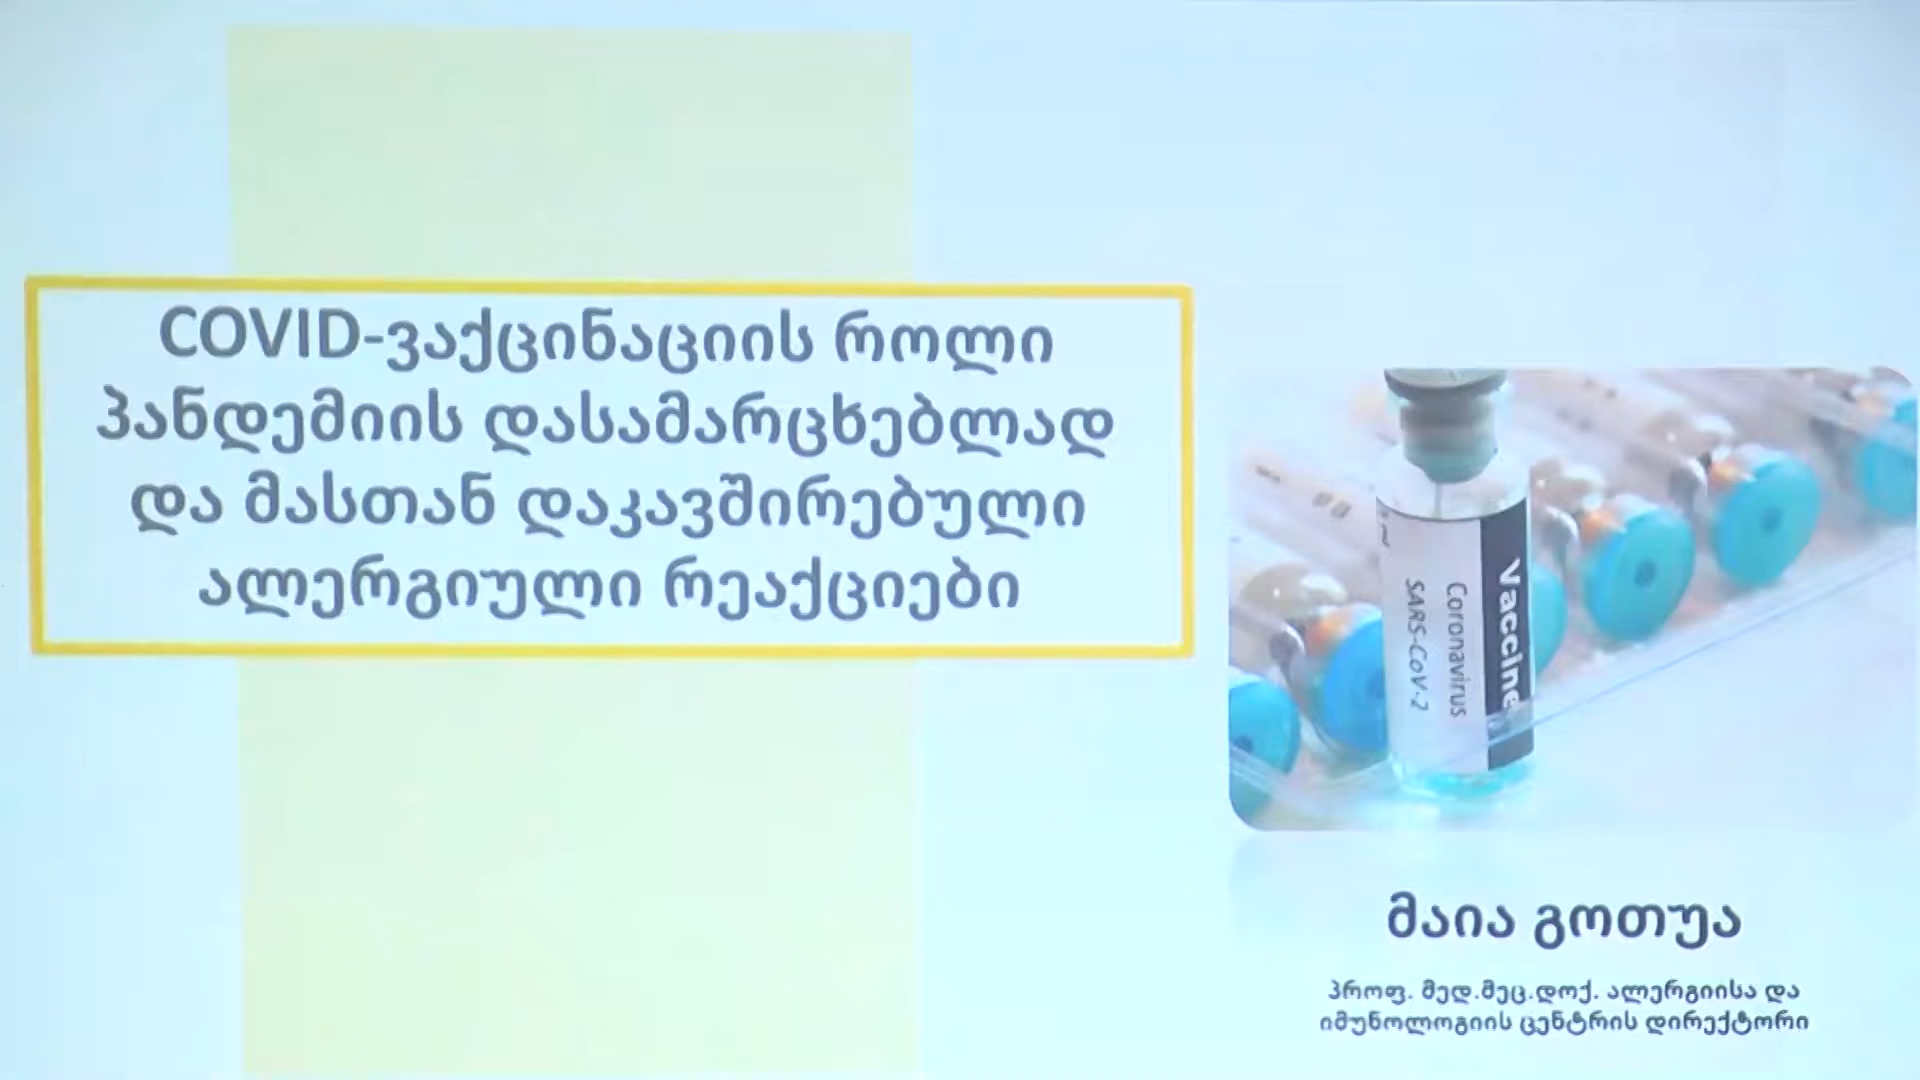 COVID-ვაქცინაციის როლი
პანდემიის დასამარცხებლად
და მასთან დაკავშირებული
ალერგიული რეაქციები
Vaccine
Coronavirus
SARS-CoV-2
მაია გოთუა
პროფ. მედ.მეც.დოქ. ალერგიისა და
იმუნოლოგიის ცენტრის დირექტორი